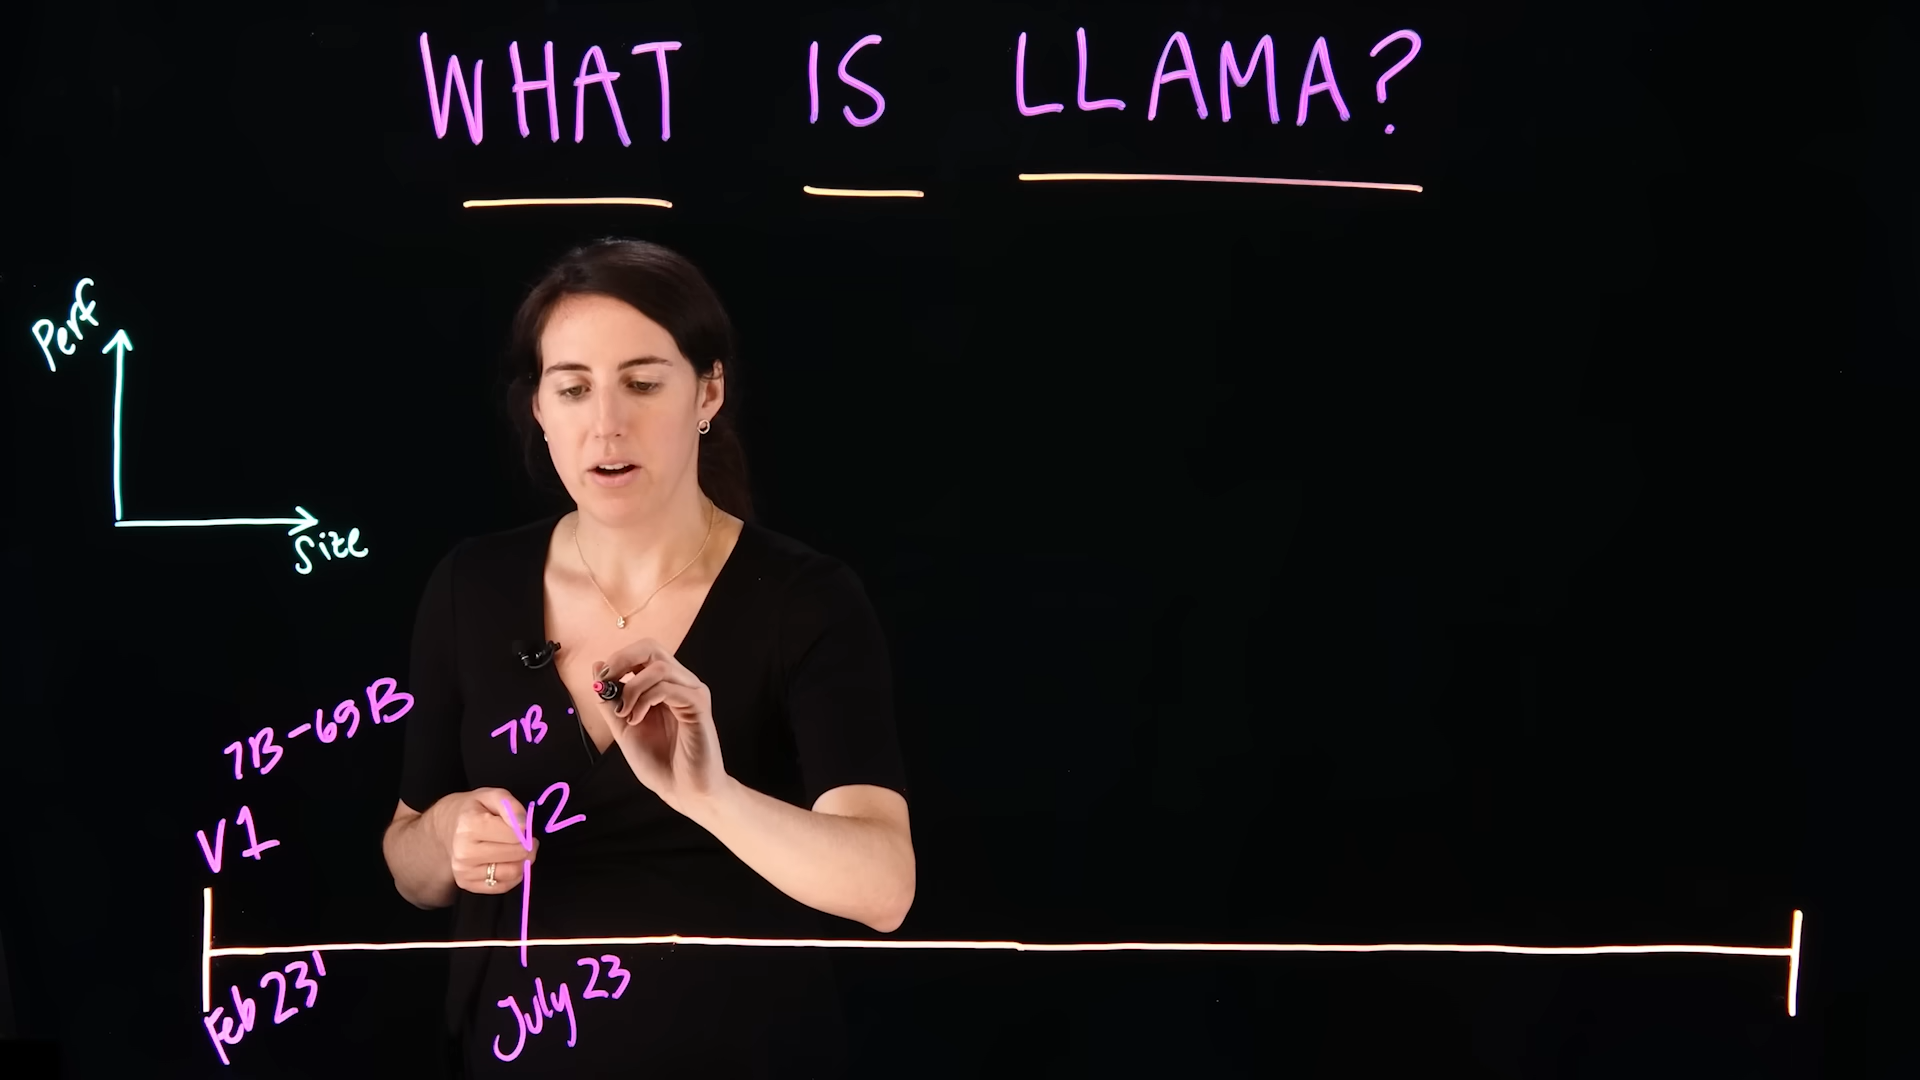 WHAT IS LLAMA?
Perf
Size
7B-69B
7B
V1
V2
Feb 23'
July 23